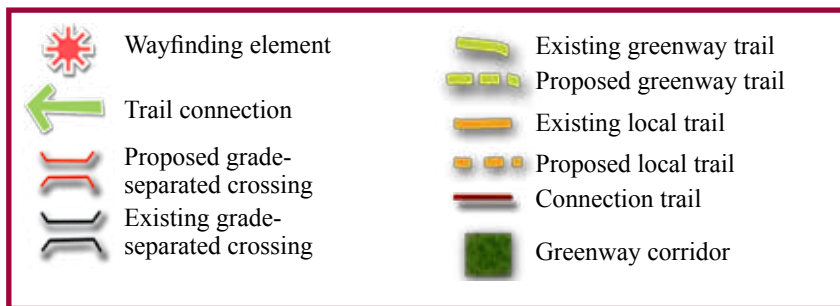 Wayfinding element
Trail connection
Proposed grade-
separated crossing
Existing grade-
separated crossing
Existing greenway trail
Proposed greenway trail
Existing local trail
Proposed local trail
Connection trail
Greenway corridor